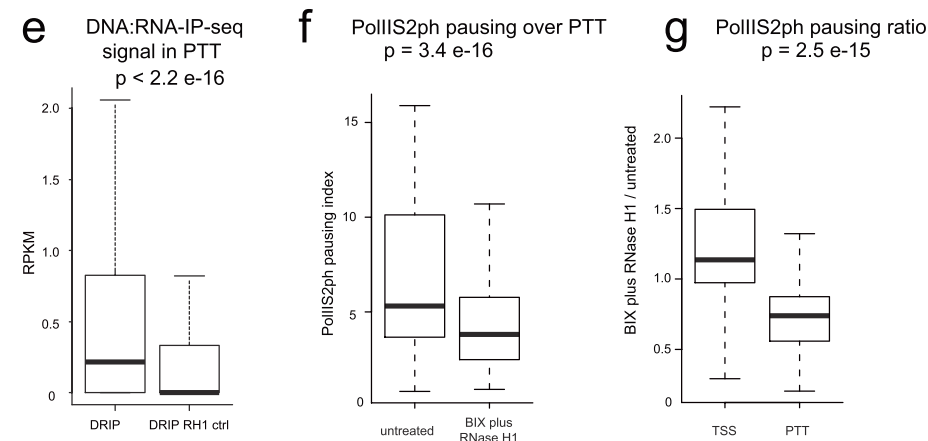 e
DNA:RNA-IP-seq
signal in PTT
p < 2.2 e-16
RPKM
2.0
1.5
1.0
0.5
0
DRIP
DRIP RH1 ctrl
f
PolIIS2ph pausing over PTT
p = 3.4 e-16
PolIIS2ph pausing index
15
10
5
0
untreated
BIX plus
RNase H1
g
PolIIS2ph pausing ratio
p = 2.5 e-15
BIX plus RNase H1 / untreated
2.0
1.5
1.0
0.5
0
TSS
PTT